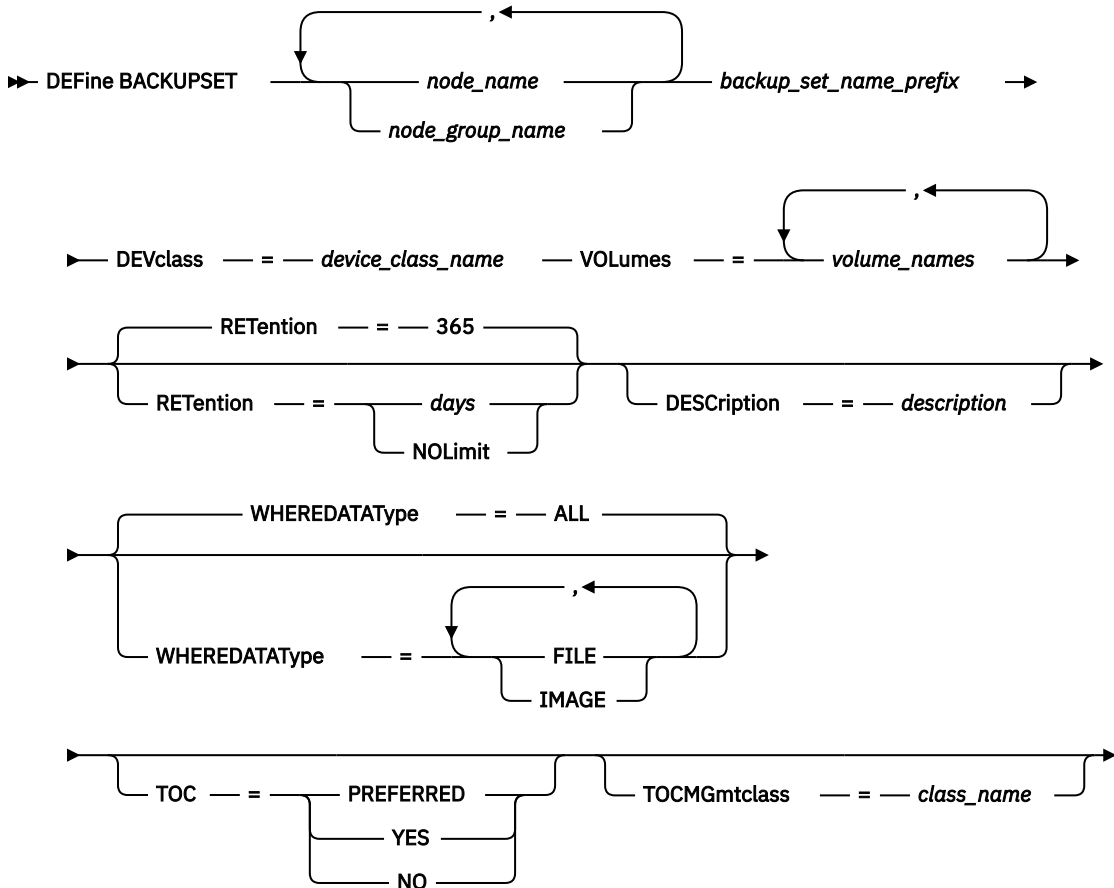 ,
DEFine BACKUPSET node_name backup_set_name_prefix
node_group_name
,
DEVclass = device_class_name VOLumes = volume_names
RETention = 365
RETention = days DESCription = description
NOLimit
WHEREDATAType = ALL
,
WHEREDATAType = FILE
IMAGE
TOC = PREFERRED TOCMGmtclass = class_name
YES
NO